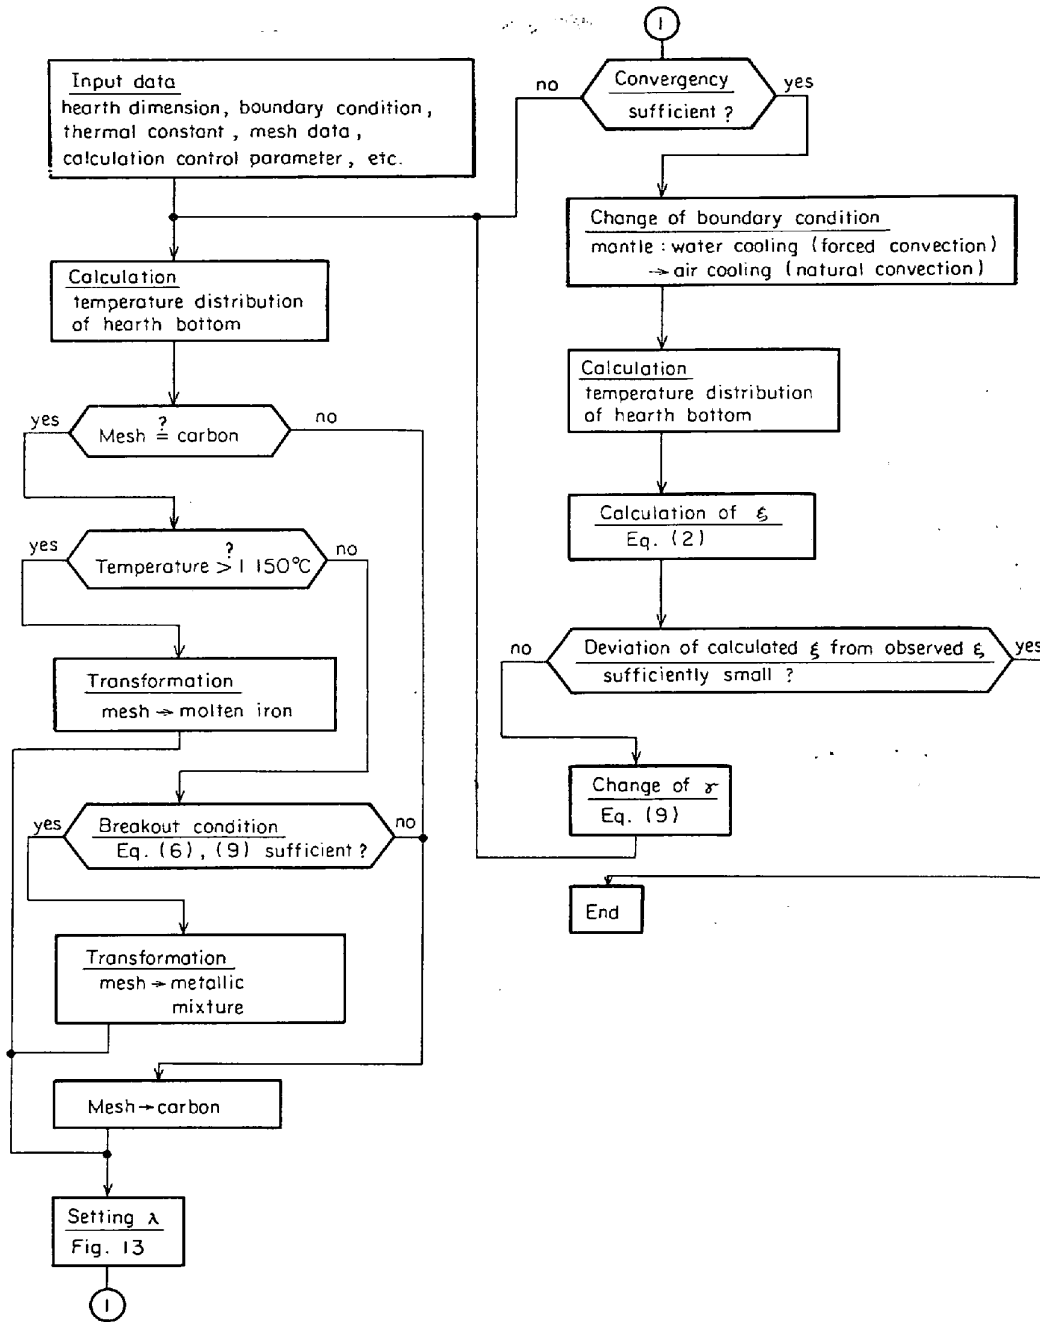 Input data
hearth dimension, boundary condition,
thermal constant, mesh data,
calculation control parameter, etc.
Calculation
temperature distribution
of hearth bottom
yes
Mesh ≟ carbon
no
yes
?
Temperature > 1 150°C
no
Transformation
mesh → molten iron
yes
Breakout condition
Eq. (6), (9) sufficient ?
no
Transformation
mesh → metallic
mixture
Mesh → carbon
Setting λ
Fig. 13
1
1
no
Convergency
sufficient ?
yes
Change of boundary condition
mantle : water cooling (forced convection)
→ air cooling (natural convection)
Calculation
temperature distribution
of hearth bottom
Calculation of ξ
Eq. (2)
no
Deviation of calculated ξ from observed ξ
sufficiently small ?
yes
Change of γ
Eq. (9)
End